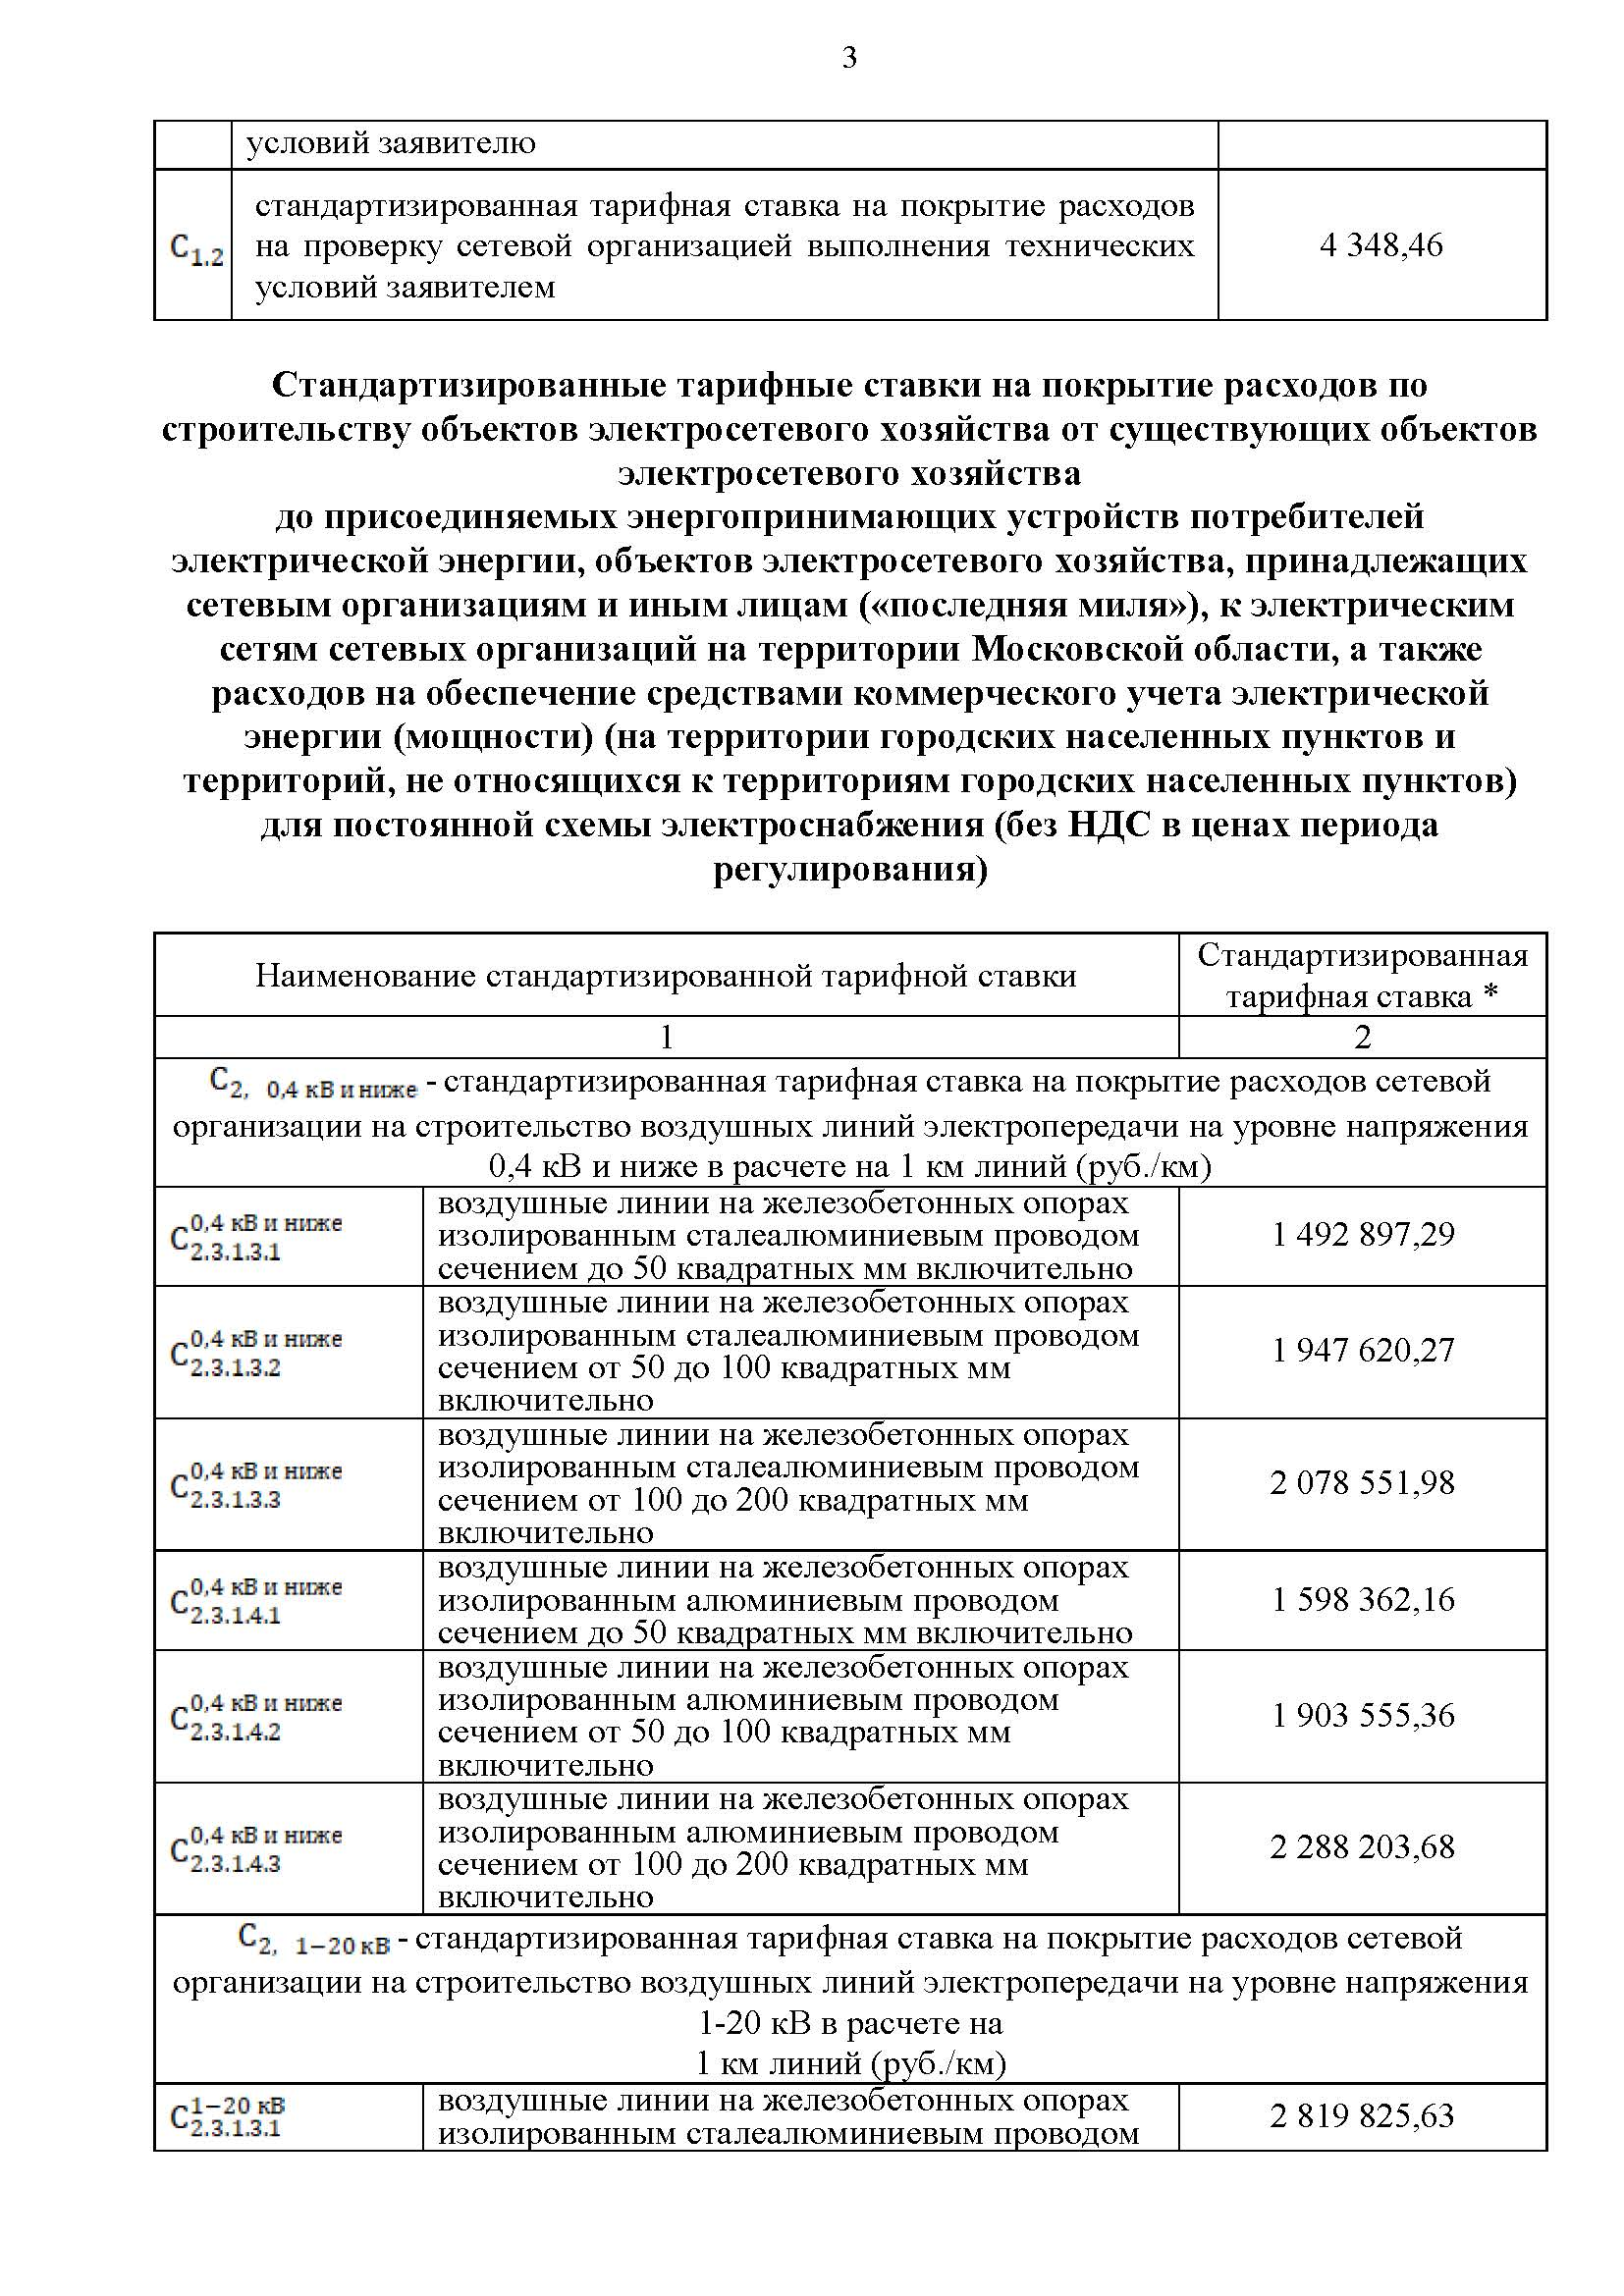 3
условий заявителю
C1.2
стандартизированная тарифная ставка на покрытие расходов
на проверку сетевой организацией выполнения технических
условий заявителем
4 348,46
Стандартизированные тарифные ставки на покрытие расходов по
строительству объектов электросетевого хозяйства от существующих объектов
электросетевого хозяйства
до присоединяемых энергопринимающих устройств потребителей
электрической энергии, объектов электросетевого хозяйства, принадлежащих
сетевым организациям и иным лицам («последняя миля»), к электрическим
сетям сетевых организаций на территории Московской области, а также
расходов на обеспечение средствами коммерческого учета электрической
энергии (мощности) (на территории городских населенных пунктов и
территорий, не относящихся к территориям городских населенных пунктов)
для постоянной схемы электроснабжения (без НДС в ценах периода
регулирования)
Наименование стандартизированной тарифной ставки
Стандартизированная
тарифная ставка *
1
2
C2, 0,4 кВ и ниже - стандартизированная тарифная ставка на покрытие расходов сетевой
организации на строительство воздушных линий электропередачи на уровне напряжения
0,4 кВ и ниже в расчете на 1 км линий (руб./км)
C 0,4 кВ и ниже 2.3.1.3.1
воздушные линии на железобетонных опорах
изолированным сталеалюминиевым проводом
сечением до 50 квадратных мм включительно
1 492 897,29
C 0,4 кВ и ниже 2.3.1.3.2
воздушные линии на железобетонных опорах
изолированным сталеалюминиевым проводом
сечением от 50 до 100 квадратных мм
включительно
1 947 620,27
C 0,4 кВ и ниже 2.3.1.3.3
воздушные линии на железобетонных опорах
изолированным сталеалюминиевым проводом
сечением от 100 до 200 квадратных мм
включительно
2 078 551,98
C 0,4 кВ и ниже 2.3.1.4.1
воздушные линии на железобетонных опорах
изолированным алюминиевым проводом
сечением до 50 квадратных мм включительно
1 598 362,16
C 0,4 кВ и ниже 2.3.1.4.2
воздушные линии на железобетонных опорах
изолированным алюминиевым проводом
сечением от 50 до 100 квадратных мм
включительно
1 903 555,36
C 0,4 кВ и ниже 2.3.1.4.3
воздушные линии на железобетонных опорах
изолированным алюминиевым проводом
сечением от 100 до 200 квадратных мм
включительно
2 288 203,68
C2, 1−20 кВ - стандартизированная тарифная ставка на покрытие расходов сетевой
организации на строительство воздушных линий электропередачи на уровне напряжения
1-20 кВ в расчете на
1 км линий (руб./км)
C 1−20 кВ 2.3.1.3.1
воздушные линии на железобетонных опорах
изолированным сталеалюминиевым проводом
2 819 825,63